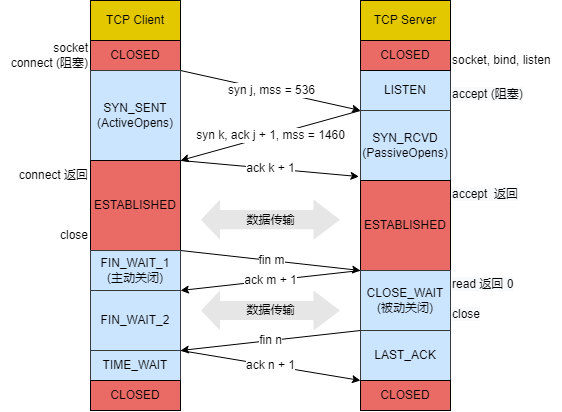 TCP Client
TCP Server
socket
connect (阻塞)
CLOSED
CLOSED
socket, bind, listen
syn j, mss = 536
LISTEN
accept (阻塞)
SYN_SENT
(ActiveOpens)
syn k, ack j + 1, mss = 1460
SYN_RCVD
(PassiveOpens)
ack k + 1
connect 返回
accept 返回
ESTABLISHED
数据传输
ESTABLISHED
close
fin m
FIN_WAIT_1
(主动关闭)
ack m + 1
read 返回 0
CLOSE_WAIT
(被动关闭)
数据传输
close
FIN_WAIT_2
fin n
LAST_ACK
TIME_WAIT
ack n + 1
CLOSED
CLOSED